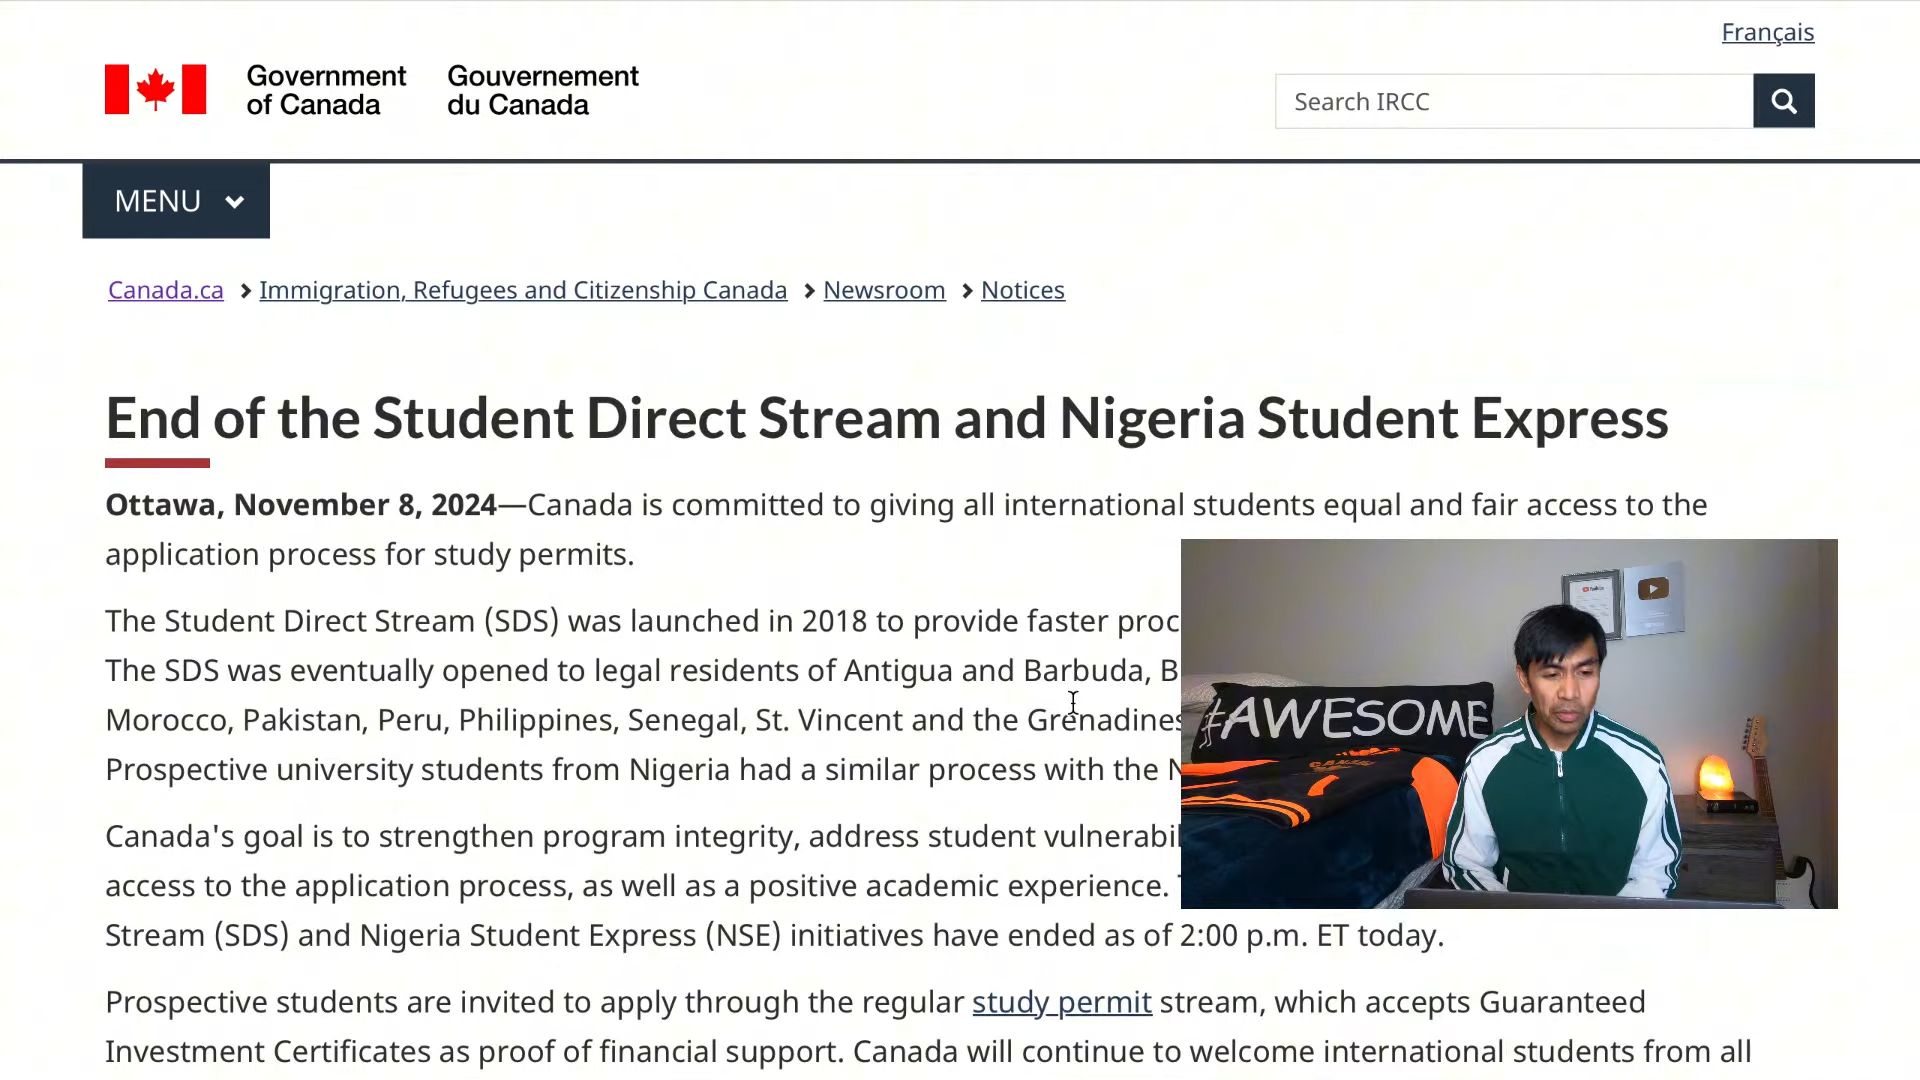 Français
Government of Canada
Gouvernement du Canada
Search IRCC
MENU
Canada.ca > Immigration, Refugees and Citizenship Canada > Newsroom > Notices
End of the Student Direct Stream and Nigeria Student Express
Ottawa, November 8, 2024—Canada is committed to giving all international students equal and fair access to the
application process for study permits.
The Student Direct Stream (SDS) was launched in 2018 to provide faster
The SDS was eventually opened to legal residents of Antigua and Barbuda,
Morocco, Pakistan, Peru, Philippines, Senegal, St. Vincent and the Grenadines
Prospective university students from Nigeria had a similar process with the
Canada's goal is to strengthen program integrity, address student
access to the application process, as well as a positive academic experience.
Stream (SDS) and Nigeria Student Express (NSE) initiatives have ended as of 2:00 p.m. ET today.
Prospective students are invited to apply through the regular study permit stream, which accepts Guaranteed
Investment Certificates as proof of financial support. Canada will continue to welcome international students from all
#AWESOME
CANADA